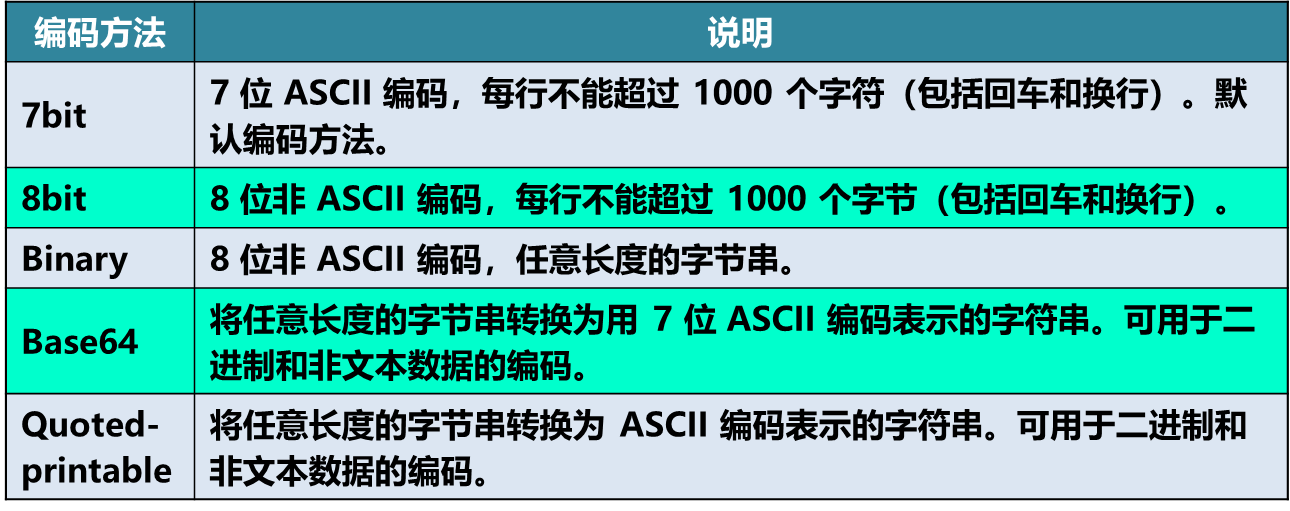 编码方法 说明
7bit
7 位 ASCII 编码，每行不能超过 1000 个字符（包括回车和换行）。默
认编码方法。
8bit
8 位非 ASCII 编码，每行不能超过 1000 个字节（包括回车和换行）。
Binary
8 位非 ASCII 编码，任意长度的字节串。
Base64
将任意长度的字节串转换为用 7 位 ASCII 编码表示的字符串。可用于二
进制和非文本数据的编码。
Quoted-
printable
将任意长度的字节串转换为 ASCII 编码表示的字符串。可用于二进制和
非文本数据的编码。